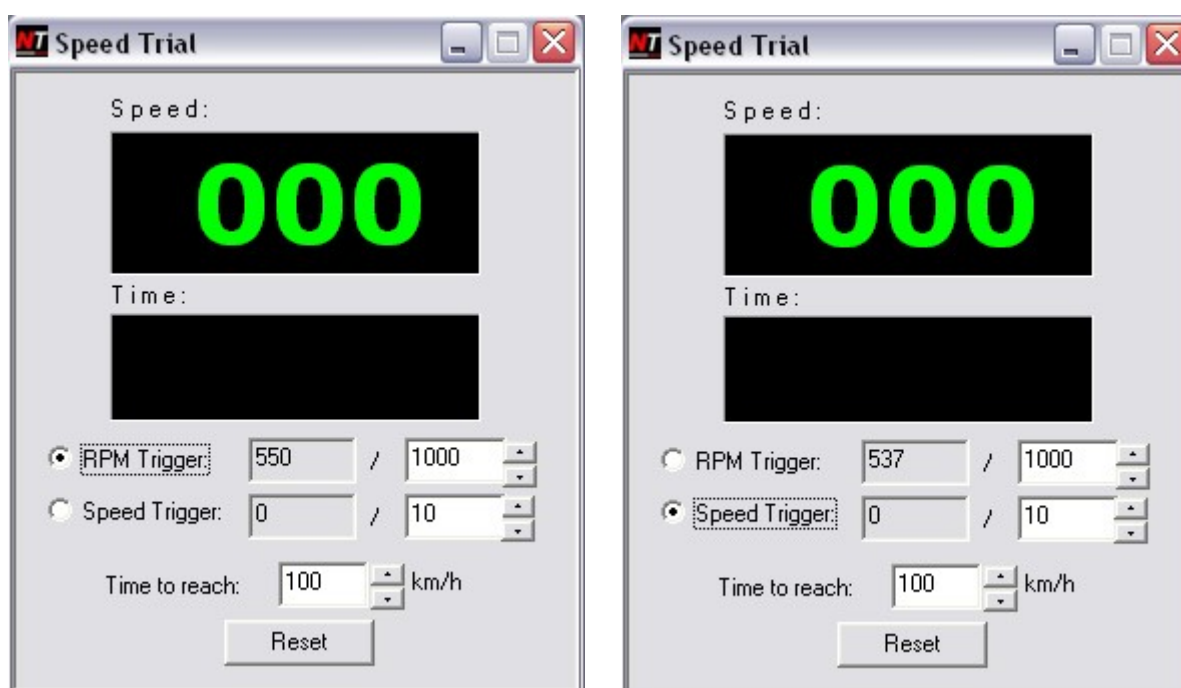 NT Speed Trial
Speed:
000
Time:
RPM Trigger: 550 / 1000
Speed Trigger: 0 / 10
Time to reach: 100 km/h
Reset
NT Speed Trial
Speed:
000
Time:
RPM Trigger: 537 / 1000
Speed Trigger: 0 / 10
Time to reach: 100 km/h
Reset